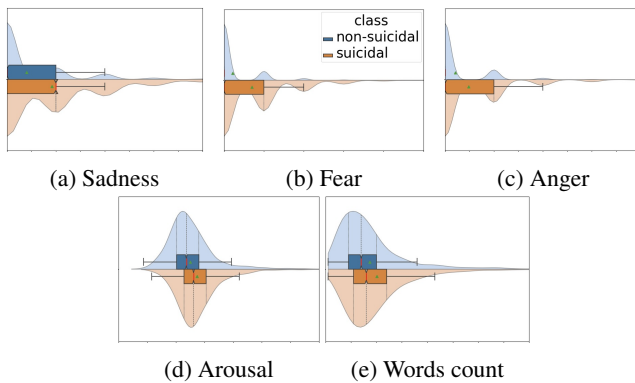 class
non-suicidal
suicidal
(a) Sadness
(b) Fear
(c) Anger
(d) Arousal
(e) Words count